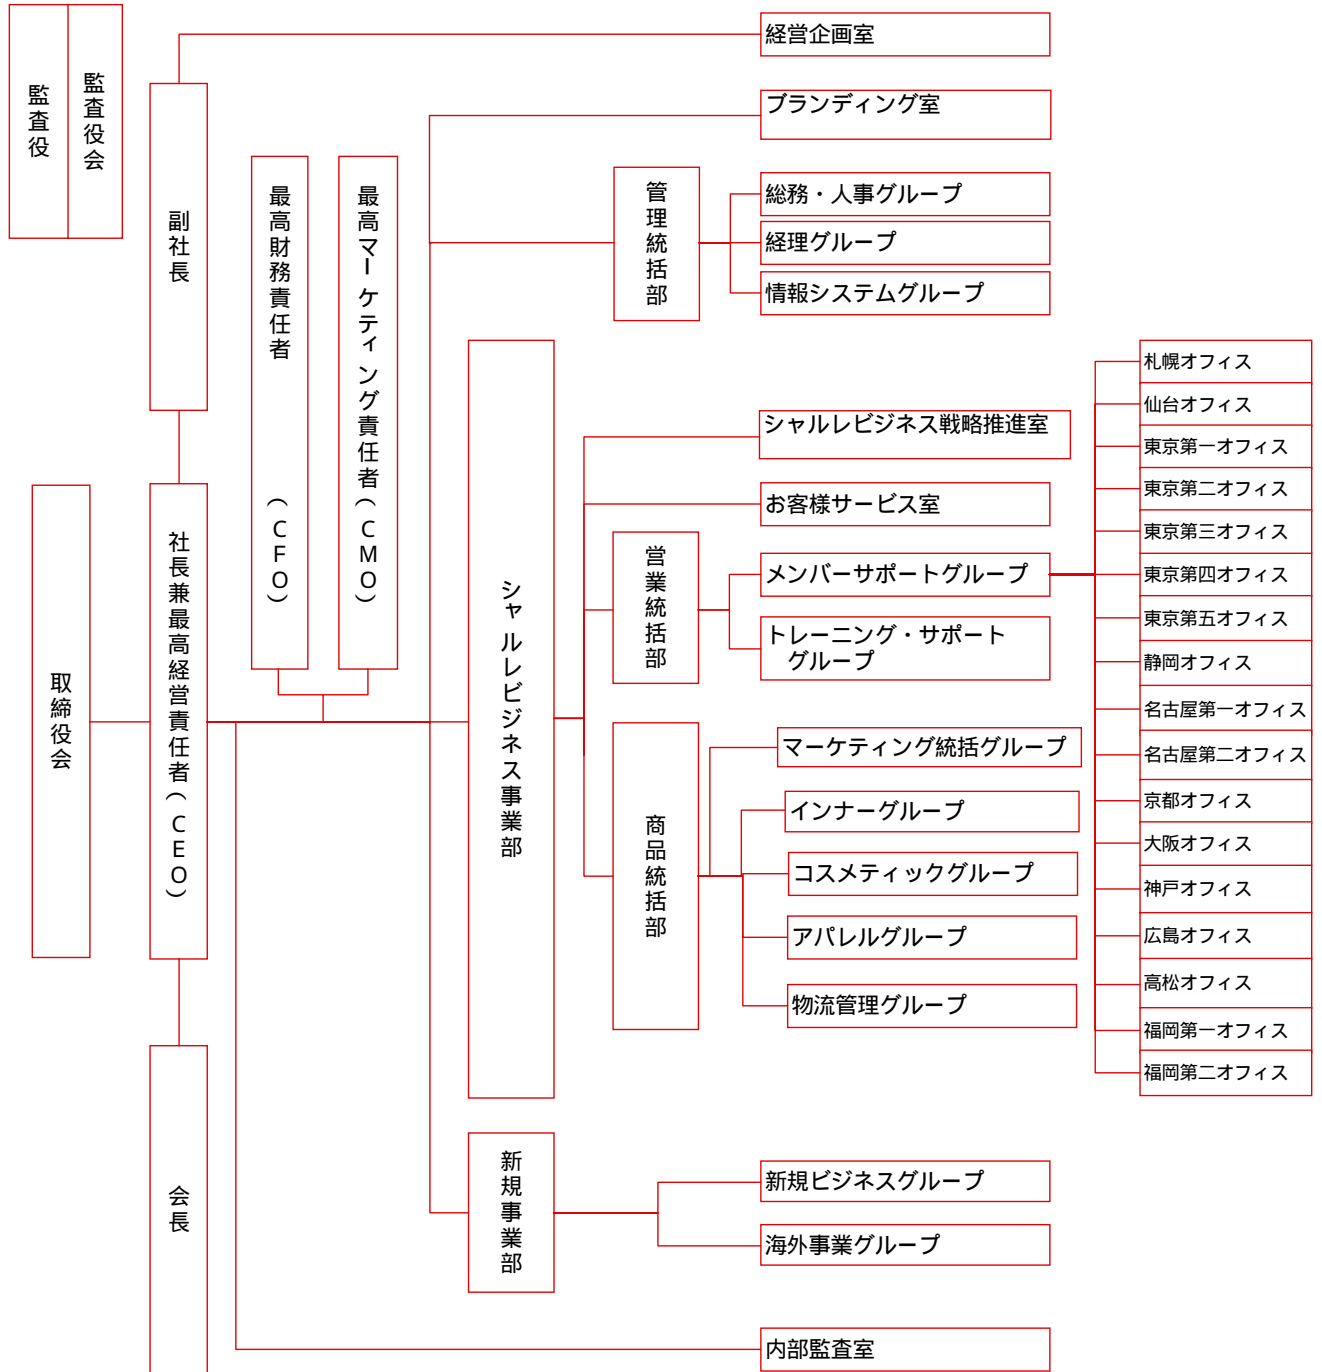 監査役
監査役会
副社長
最高財務責任者(CFO)
最高マーケティング責任者(CMO)
取締役会
社長兼最高経営責任者(CEO)
会長
経営企画室
ブランディング室
管理統括部
総務・人事グループ
経理グループ
情報システムグループ
シャルレビジネス事業部
シャルレビジネス戦略推進室
お客様サービス室
営業統括部
メンバーサポートグループ
トレーニング・サポート
グループ
札幌オフィス
仙台オフィス
東京第一オフィス
東京第二オフィス
東京第三オフィス
東京第四オフィス
東京第五オフィス
静岡オフィス
名古屋第一オフィス
名古屋第二オフィス
京都オフィス
大阪オフィス
神戸オフィス
広島オフィス
高松オフィス
福岡第一オフィス
福岡第二オフィス
商品統括部
マーケティング統括グループ
インナーグループ
コスメティックグループ
アパレルグループ
物流管理グループ
新規事業部
新規ビジネスグループ
海外事業グループ
内部監査室